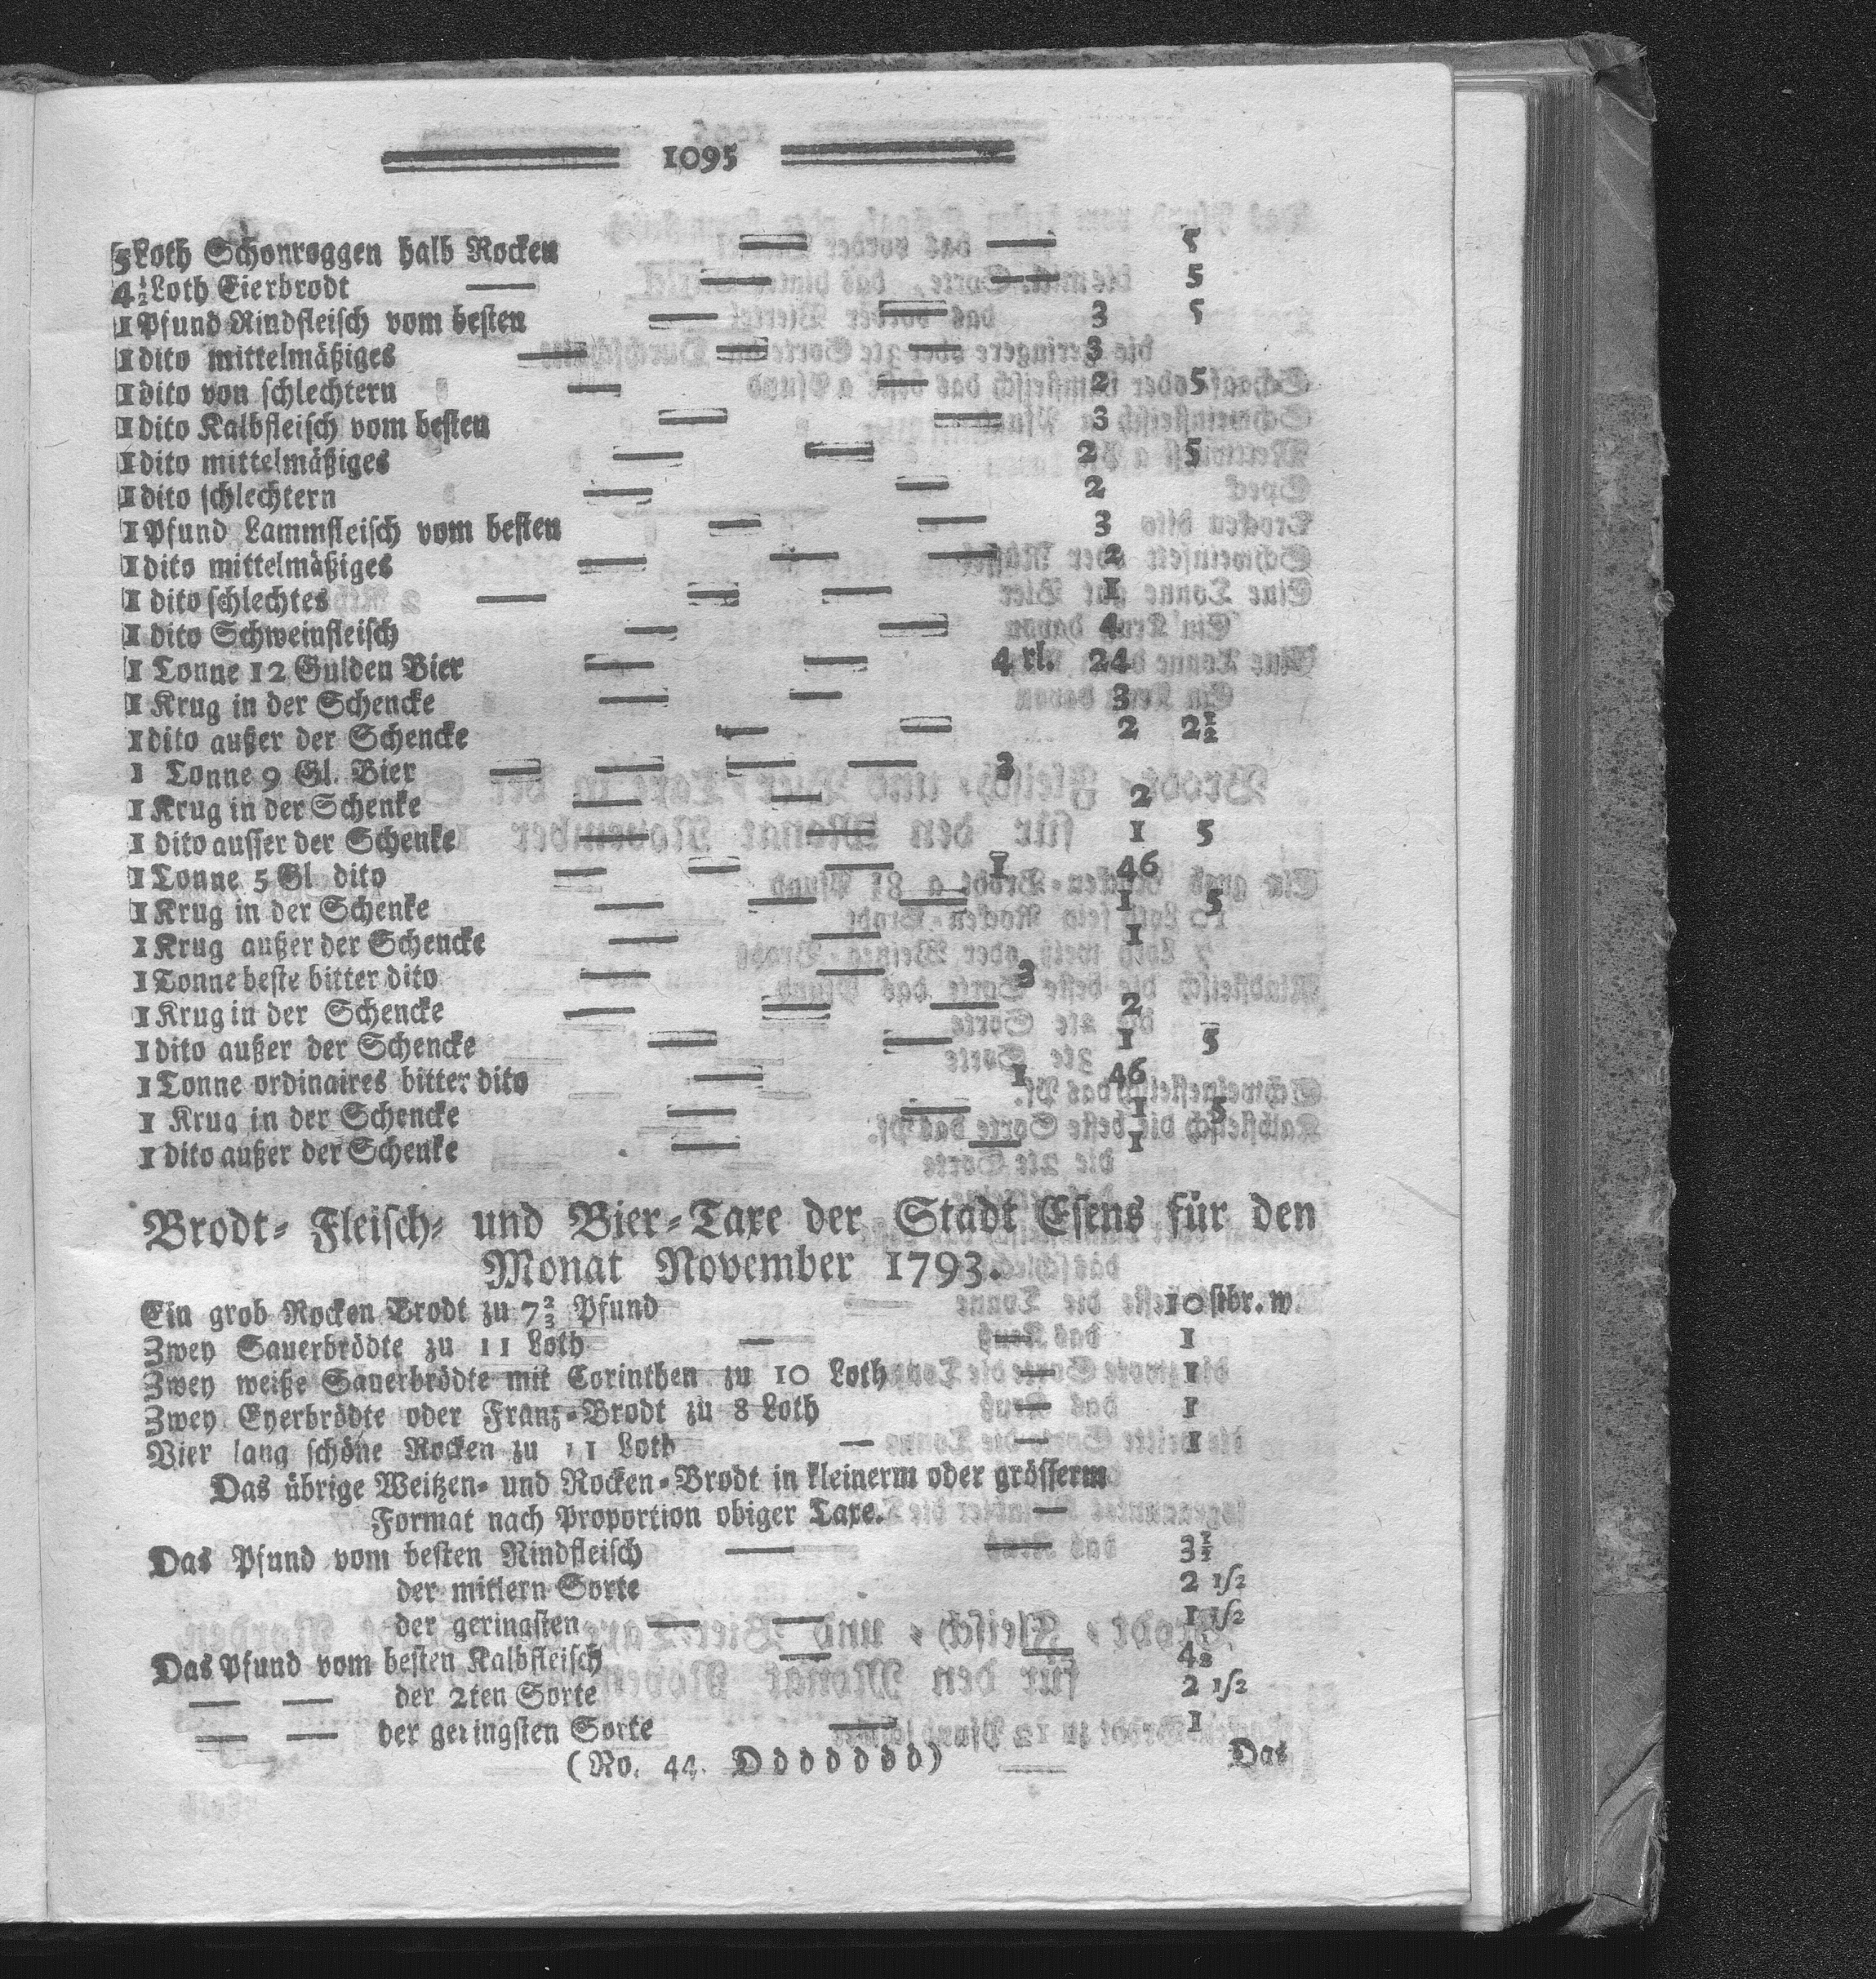 1095
5 Loth Schonroggen halb Rocken — — 5
4½ Loth Eierbrodt — — — 5
1 Pfund Rindfleisch vom besten — — 3 5
1 dito mittelmäßiges — — — 3
1 dito von schlechtern — — 2 5
1 dito Kalbfleisch vom besten — — 3
1 dito mittelmäßiges — — 2 5
1 dito schlechtern — — 2
1 Pfund Lammfleisch vom besten — — 3
1 dito mittelmäßiges — — — 2
1 dito schlechtes — — — 1
1 dito Schweinfleisch — — 4
1 Tonne 12 Gulden Bier — — 4 rl. 24
1 Krug in der Schencke — — 3
1 dito außer der Schencke — — 2 2½
1 Tonne 9 Gl. Bier — — — — 3
1 Krug in der Schenke — — 2
1 dito ausser der Schenke — — 1 5
1 Tonne 5 Gl dito — — — 1 46
1 Krug in der Schenke — — — 1 5
1 Krug außer der Schencke — — 1
1 Tonne beste bitter dito — — 3
1 Krug in der Schencke — — — 2
1 dito außer der Schencke — — 1 5
1 Tonne ordinaires bitter dito — 1 46
1 Krug in der Schencke — — 1 5
1 dito außer der Schenke — — 1
Brodt- Fleisch- und Bier-Taxe der Stadt Esens für den
Monat November 1793.
Ein grob Rocken Brodt zu 7⅔ Pfund 10 stbr. w
Zwey Sauerbrödte zu 11 Loth — — 1
Zwey weiße Sauerbrödte mit Corinthen zu 10 Loth — 1
Zwey Eyerbrödte oder Franz-Brodt zu 8 Loth — 1
Vier lang schöne Rocken zu 11 Loth — — 1
Das übrige Weitzen- und Rocken-Brodt in kleinerm oder grösserm
Format nach Proportion obiger Taxe. —
Das Pfund vom besten Rindfleisch — — 3½
der mitlern Sorte 2 1/2
der geringsten — — 1 1/2
Das Pfund vom besten Kalbfleisch — — 4
— — der 2ten Sorte 2 1/2
— — der geringsten Sorte — 1
(No. 44. Ddddddd) Das